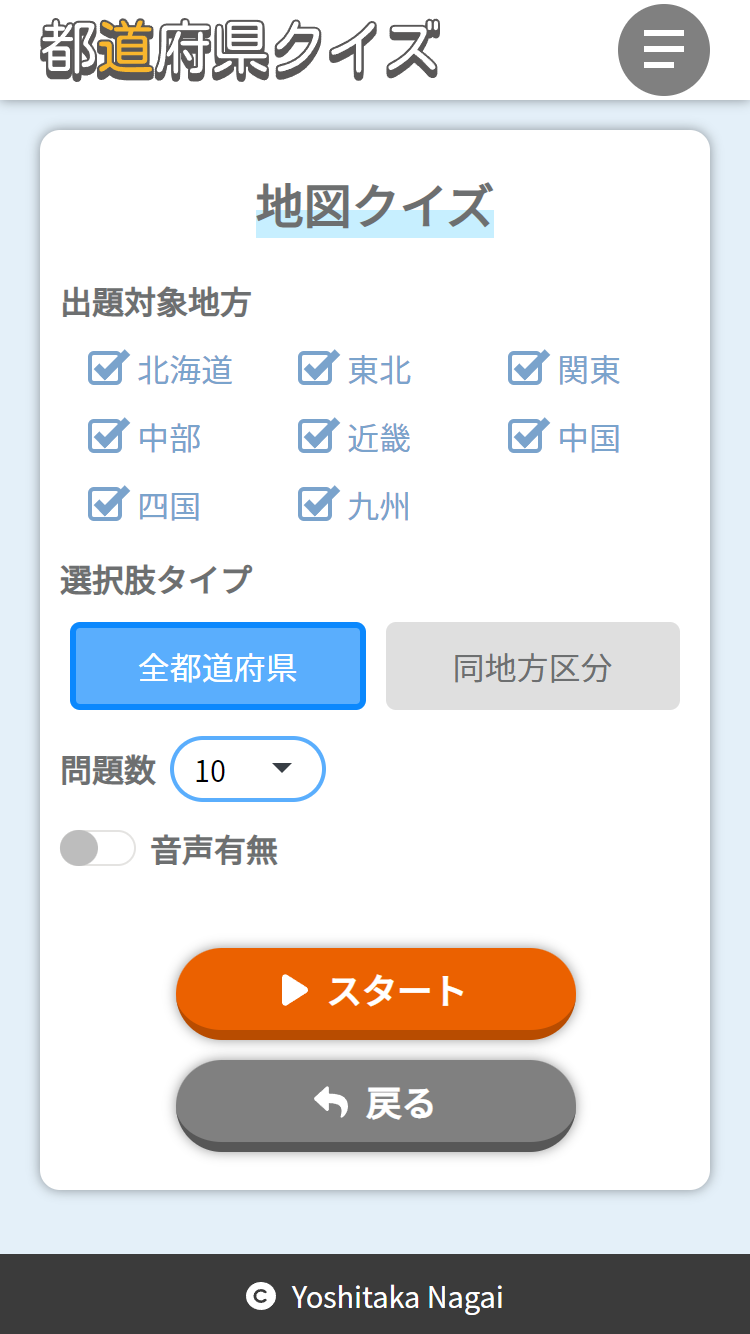 都道府県クイズ
地図クイズ
出題対象地方
北海道 東北 関東
中部 近畿 中国
四国 九州
選択肢タイプ
全都道府県 同地方区分
問題数 10
音声有無
スタート
戻る
© Yoshitaka Nagai